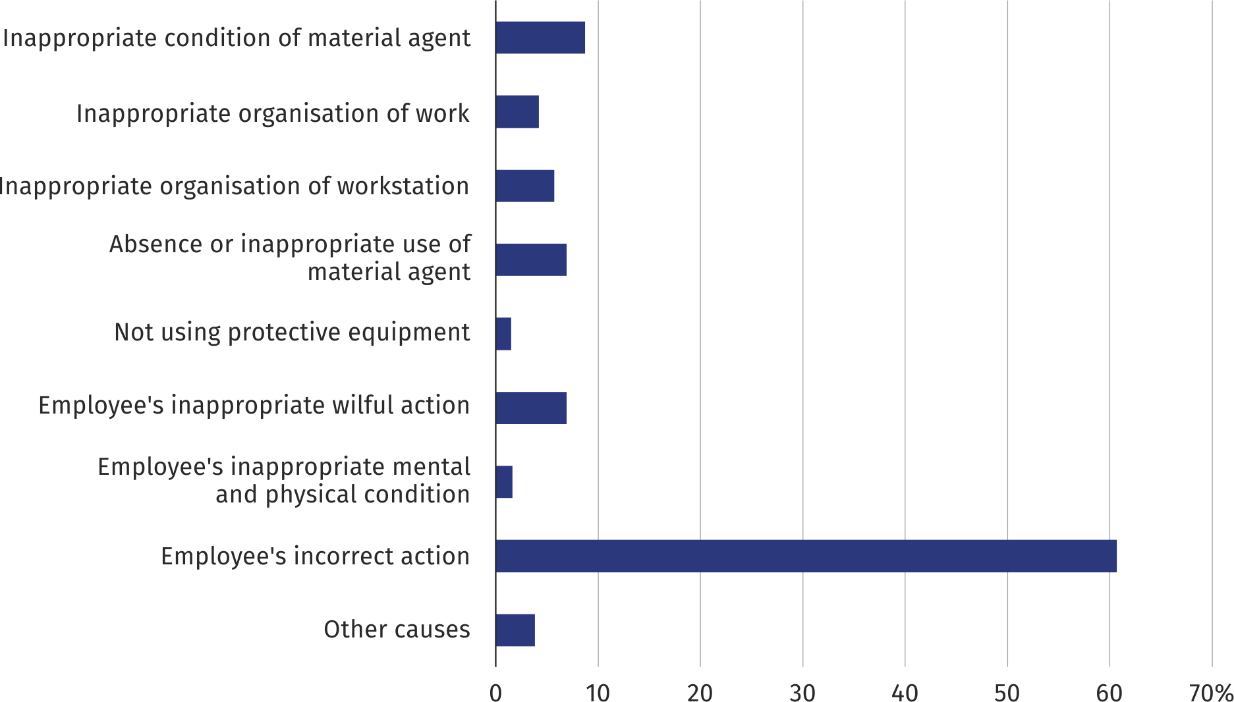 Inappropriate condition of material agent
Inappropriate organisation of work
Inappropriate organisation of workstation
Absence or inappropriate use of
material agent
Not using protective equipment
Employee's inappropriate wilful action
Employee's inappropriate mental
and physical condition
Employee's incorrect action
Other causes
0 10 20 30 40 50 60 70%